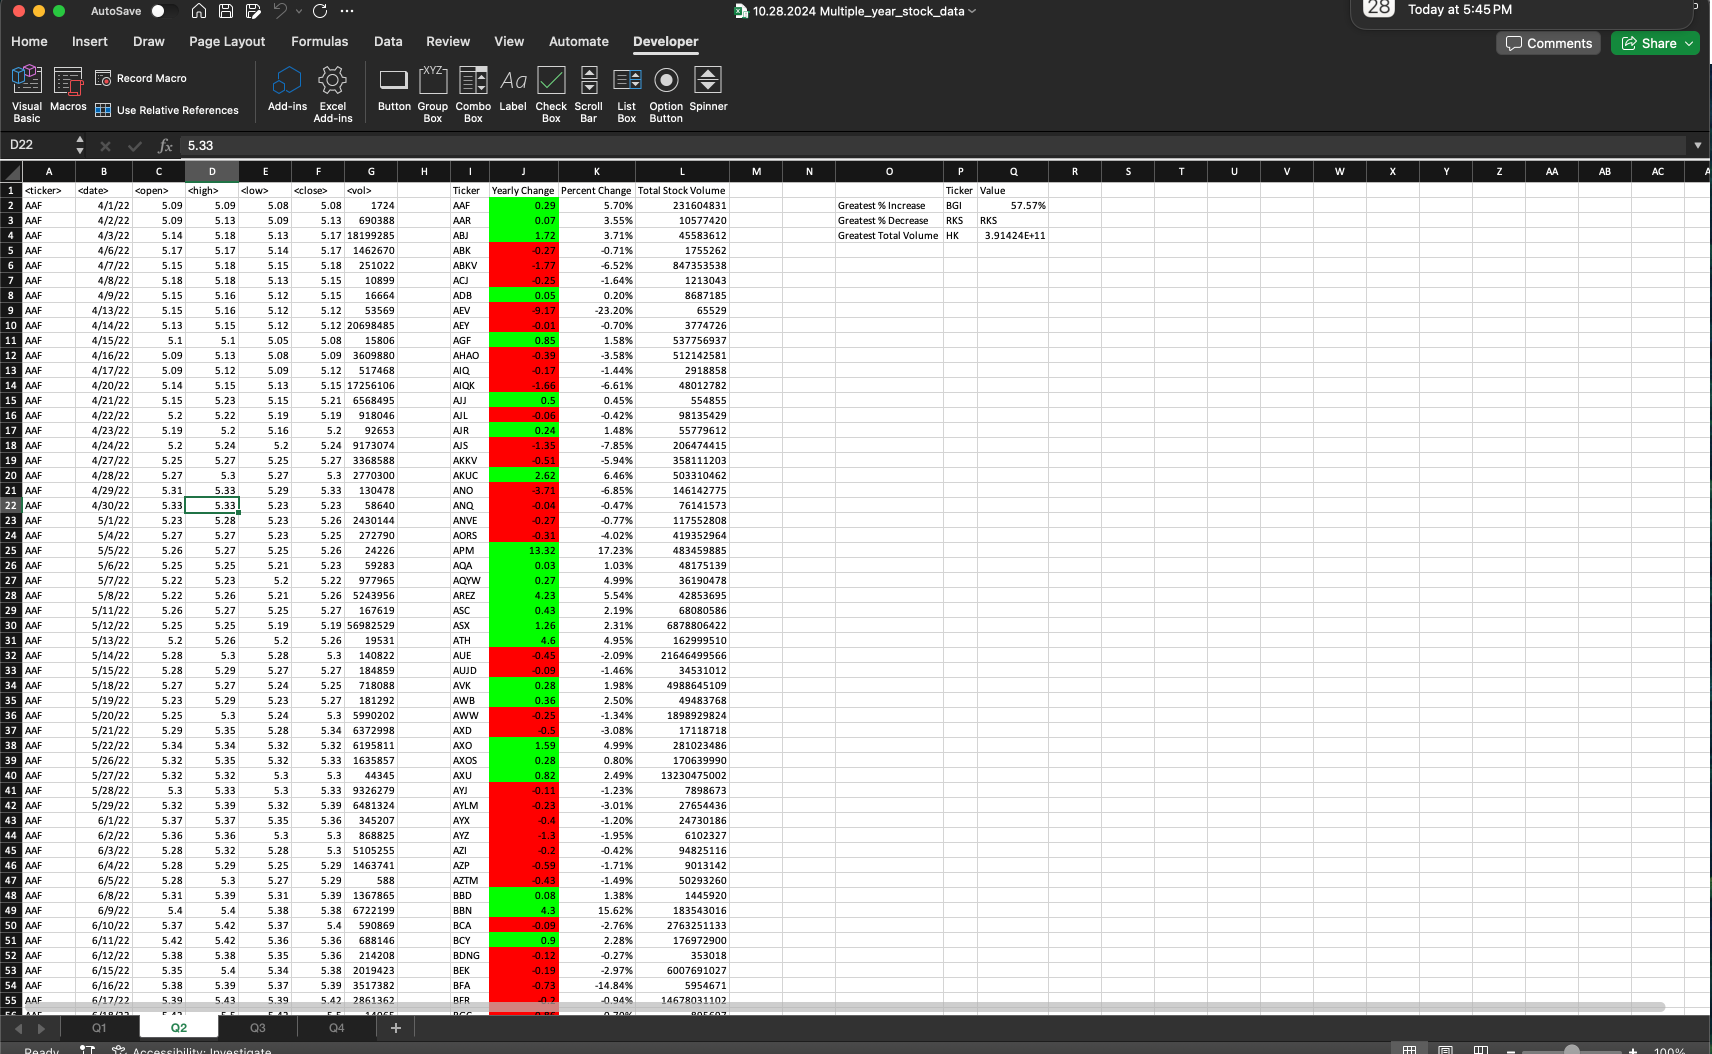 AutoSave
10.28.2024 Multiple_year_stock_data
28 Today at 5:45 PM
Home Insert Draw Page Layout Formulas Data Review View Automate Developer Comments Share
Visual Basic Macros Record Macro Use Relative References Add-ins Excel Add-ins Button Group Box Combo Box Label Check Box Scroll Bar List Box Option Button Spinner
XYZ Aa
D22 fx 5.33
A B C D E F G H I J K L M N O P Q R S T U V W X Y Z AA AB AC
1 <ticker> <date> <open> <high> <low> <close> <vol> Ticker Yearly Change Percent Change Total Stock Volume Ticker Value
2 AAF 4/1/22 5.09 5.09 5.08 5.08 1724 AAF 0.29 5.70% 231604831 Greatest % Increase BGI 57.57%
3 AAF 4/2/22 5.09 5.13 5.09 5.13 690388 AAR 0.07 3.55% 10577420 Greatest % Decrease RKS RKS
4 AAF 4/3/22 5.14 5.18 5.13 5.17 18199285 ABJ 1.72 3.71% 45583612 Greatest Total Volume HK 3.91424E+11
5 AAF 4/6/22 5.17 5.17 5.14 5.17 1462670 ABK -0.27 -0.71% 1755262
6 AAF 4/7/22 5.15 5.18 5.15 5.18 251022 ABKV -1.77 -6.52% 847353538
7 AAF 4/8/22 5.18 5.18 5.13 5.15 10899 ACJ -0.25 -1.64% 1213043
8 AAF 4/9/22 5.15 5.16 5.12 5.15 16664 ADB 0.05 0.20% 8687185
9 AAF 4/13/22 5.15 5.16 5.12 5.12 53569 AEV -9.17 -23.20% 65529
10 AAF 4/14/22 5.13 5.15 5.12 5.12 20698485 AEY -0.01 -0.70% 3774726
11 AAF 4/15/22 5.1 5.1 5.05 5.08 15806 AGF 0.85 1.58% 537756937
12 AAF 4/16/22 5.09 5.13 5.08 5.09 3609880 AHAO -0.39 -3.58% 512142581
13 AAF 4/17/22 5.09 5.12 5.09 5.12 517468 AIQ -0.17 -1.44% 2918858
14 AAF 4/20/22 5.14 5.15 5.13 5.15 17256106 AIQK -1.66 -6.61% 48012782
15 AAF 4/21/22 5.15 5.23 5.15 5.21 6568495 AJJ 0.5 0.45% 554855
16 AAF 4/22/22 5.2 5.22 5.19 5.19 918046 AJL -0.06 -0.42% 98135429
17 AAF 4/23/22 5.19 5.2 5.16 5.2 92653 AJR 0.24 1.48% 55779612
18 AAF 4/24/22 5.2 5.24 5.2 5.24 9173074 AJS -1.35 -7.85% 206474415
19 AAF 4/27/22 5.25 5.27 5.25 5.27 3368588 AKKV -0.51 -5.94% 358111203
20 AAF 4/28/22 5.27 5.3 5.27 5.3 2770300 AKUC 2.62 6.46% 503310462
21 AAF 4/29/22 5.31 5.33 5.29 5.33 130478 ANO -3.71 -6.85% 146142775
22 AAF 4/30/22 5.33 5.33 5.23 5.23 58640 ANQ -0.04 -0.47% 76141573
23 AAF 5/1/22 5.23 5.28 5.23 5.26 2430144 ANVE -0.27 -0.77% 117552808
24 AAF 5/4/22 5.27 5.27 5.23 5.25 272790 AORS -0.31 -4.02% 419352964
25 AAF 5/5/22 5.26 5.27 5.25 5.26 24226 APM 13.32 17.23% 483459885
26 AAF 5/6/22 5.25 5.25 5.21 5.23 59283 AQA 0.03 1.03% 48175139
27 AAF 5/7/22 5.22 5.23 5.2 5.22 977965 AQYW 0.27 4.99% 36190478
28 AAF 5/8/22 5.22 5.26 5.21 5.26 5243956 AREZ 4.23 5.54% 42853695
29 AAF 5/11/22 5.26 5.27 5.25 5.27 167619 ASC 0.43 2.19% 68080586
30 AAF 5/12/22 5.25 5.25 5.19 5.19 56982529 ASX 1.26 2.31% 6878806422
31 AAF 5/13/22 5.2 5.26 5.2 5.26 19531 ATH 4.6 4.95% 162999510
32 AAF 5/14/22 5.28 5.3 5.28 5.3 140822 AUE -0.45 -2.09% 21646499566
33 AAF 5/15/22 5.28 5.29 5.27 5.27 184859 AUJD -0.09 -1.46% 34531012
34 AAF 5/18/22 5.27 5.27 5.24 5.25 718088 AVK 0.28 1.98% 4988645109
35 AAF 5/19/22 5.23 5.29 5.23 5.27 181292 AWB 0.36 2.50% 49483768
36 AAF 5/20/22 5.25 5.3 5.24 5.3 5990202 AWW -0.25 -1.34% 1898929824
37 AAF 5/21/22 5.29 5.35 5.28 5.34 6372998 AXD -0.5 -3.08% 17118718
38 AAF 5/22/22 5.34 5.34 5.32 5.32 6195811 AXO 1.59 4.99% 281023486
39 AAF 5/26/22 5.32 5.35 5.32 5.33 1635857 AXOS 0.28 0.80% 170639990
40 AAF 5/27/22 5.32 5.32 5.3 5.3 44345 AXU 0.82 2.49% 13230475002
41 AAF 5/28/22 5.3 5.33 5.3 5.33 9326279 AYJ -0.11 -1.23% 7898673
42 AAF 5/29/22 5.32 5.39 5.32 5.39 6481324 AYLM -0.23 -3.01% 27654436
43 AAF 6/1/22 5.37 5.37 5.35 5.36 345207 AYX -0.4 -1.20% 24730186
44 AAF 6/2/22 5.36 5.36 5.3 5.3 868825 AYZ -1.3 -1.95% 6102327
45 AAF 6/3/22 5.28 5.32 5.28 5.3 5105255 AZI -0.2 -0.42% 94825116
46 AAF 6/4/22 5.28 5.29 5.25 5.29 1463741 AZP -0.59 -1.71% 9013142
47 AAF 6/5/22 5.28 5.3 5.27 5.29 588 AZTM -0.43 -1.49% 50293260
48 AAF 6/8/22 5.31 5.39 5.31 5.39 1367865 BBD 0.08 1.38% 1445920
49 AAF 6/9/22 5.4 5.4 5.38 5.38 6722199 BBN 4.3 15.62% 183543016
50 AAF 6/10/22 5.37 5.42 5.37 5.4 590869 BCA -0.09 -2.76% 2763251133
51 AAF 6/11/22 5.42 5.42 5.36 5.36 688146 BCY 0.9 2.28% 176972900
52 AAF 6/12/22 5.38 5.38 5.35 5.36 214208 BDNG -0.12 -0.27% 353018
53 AAF 6/15/22 5.35 5.4 5.34 5.38 2019423 BEK -0.19 -2.97% 6007691027
54 AAF 6/16/22 5.38 5.39 5.37 5.39 3517382 BFA -0.73 -14.84% 5954671
55 AAF 6/17/22 5.39 5.43 5.39 5.42 2861362 BFR -0.2 -0.94% 14678031102
Q1 Q2 Q3 Q4 +
Ready Accessibility: Investigate 100%